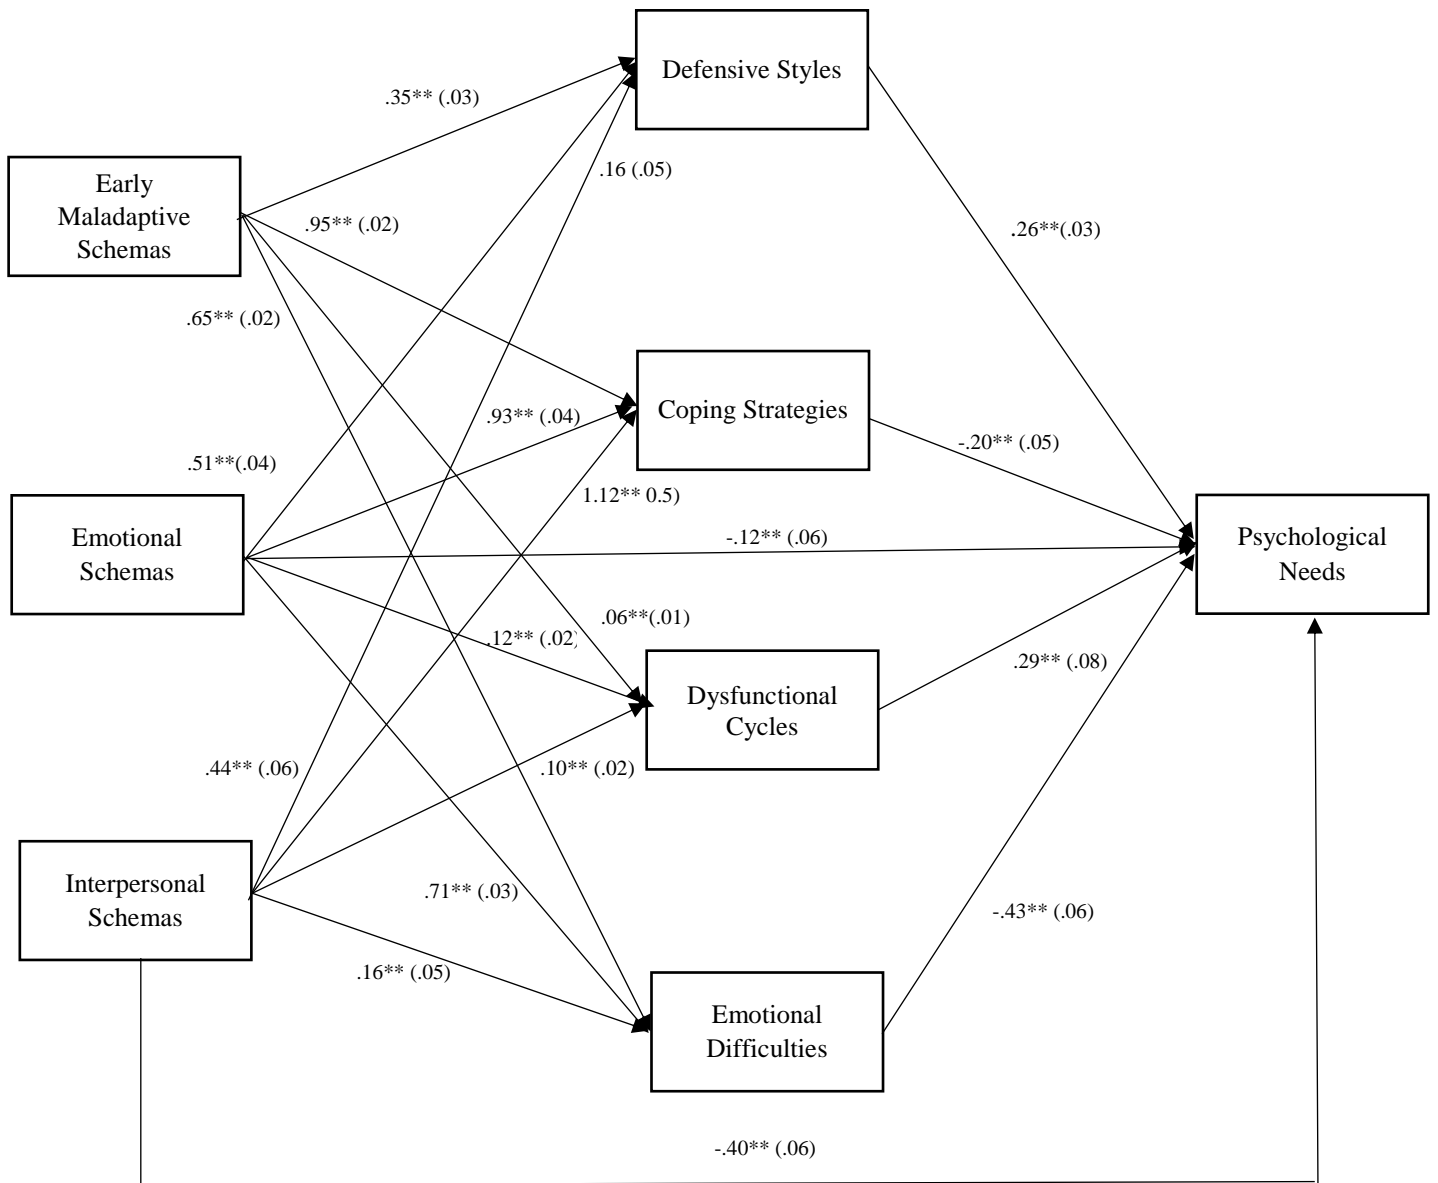 Defensive Styles
.35** (.03)
.16 (.05)
Early
Maladaptive
Schemas
.95** (.02)
.26**(.03)
.65** (.02)
Coping Strategies
.93** (.04)
-.20** (.05)
.51**(.04)
1.12** 0.5)
Emotional
Schemas
-.12** (.06)
Psychological
Needs
.06**(.01)
.12** (.02)
.29** (.08)
Dysfunctional
Cycles
.44** (.06)
.10** (.02)
Interpersonal
Schemas
.71** (.03)
-.43** (.06)
.16** (.05)
Emotional
Difficulties
-.40** (.06)